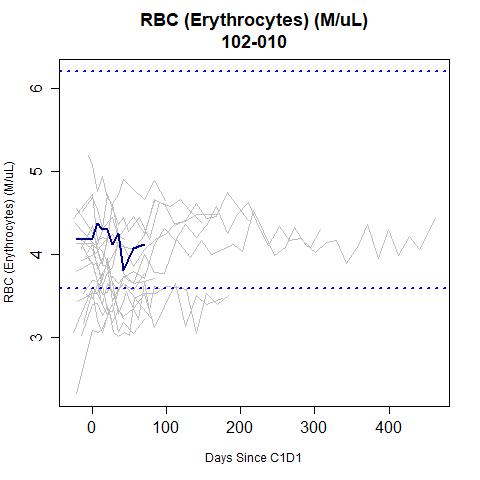 RBC (Erythrocytes) (M/uL)
102-010
RBC (Erythrocytes) (M/uL)
6
5
4
3
0 100 200 300 400
Days Since C1D1